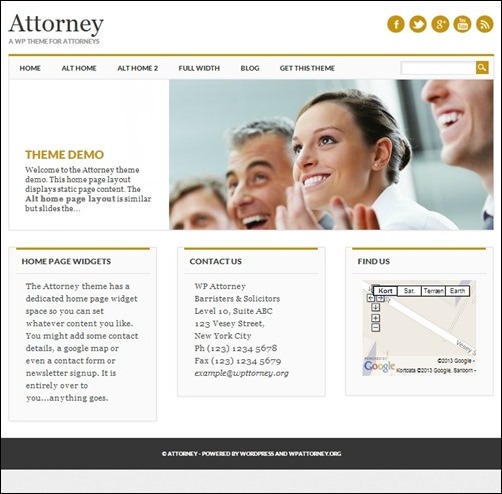 Attorney
A WP THEME FOR ATTORNEYS
HOME ALT HOME ALT HOME 2 FULL WIDTH BLOG GET THIS THEME
THEME DEMO
Welcome to the Attorney theme
demo. This home page layout
displays static page content. The
Alt home page layout is similar
but slides the...
HOME PAGE WIDGETS
The Attorney theme has a
dedicated home page widget
space so you can set
whatever content you like.
You might add some contact
details, a google map or
even a contact form or
newsletter signup. It is
entirely over to
you...anything goes.
CONTACT US
WP Attorney
Barristers & Solicitors
Level 10, Suite ABC
123 Vesey Street,
New York City
Ph (123) 1234 5678
Fax (123) 1234 5679
example@wpttorney.org
FIND US
Kort Sat. Terræn Earth
Vesey S
POWERED BY
Google
©2013 Google -
Kortdata ©2013 Google, Sanborn -
© ATTORNEY - POWERED BY WORDPRESS AND WPATTORNEY.ORG